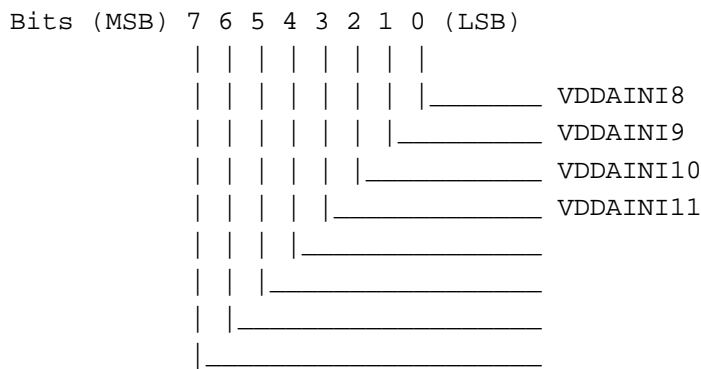 Bits (MSB) 7 6 5 4 3 2 1 0 (LSB)
VDDAINI8
VDDAINI9
VDDAINI10
VDDAINI11